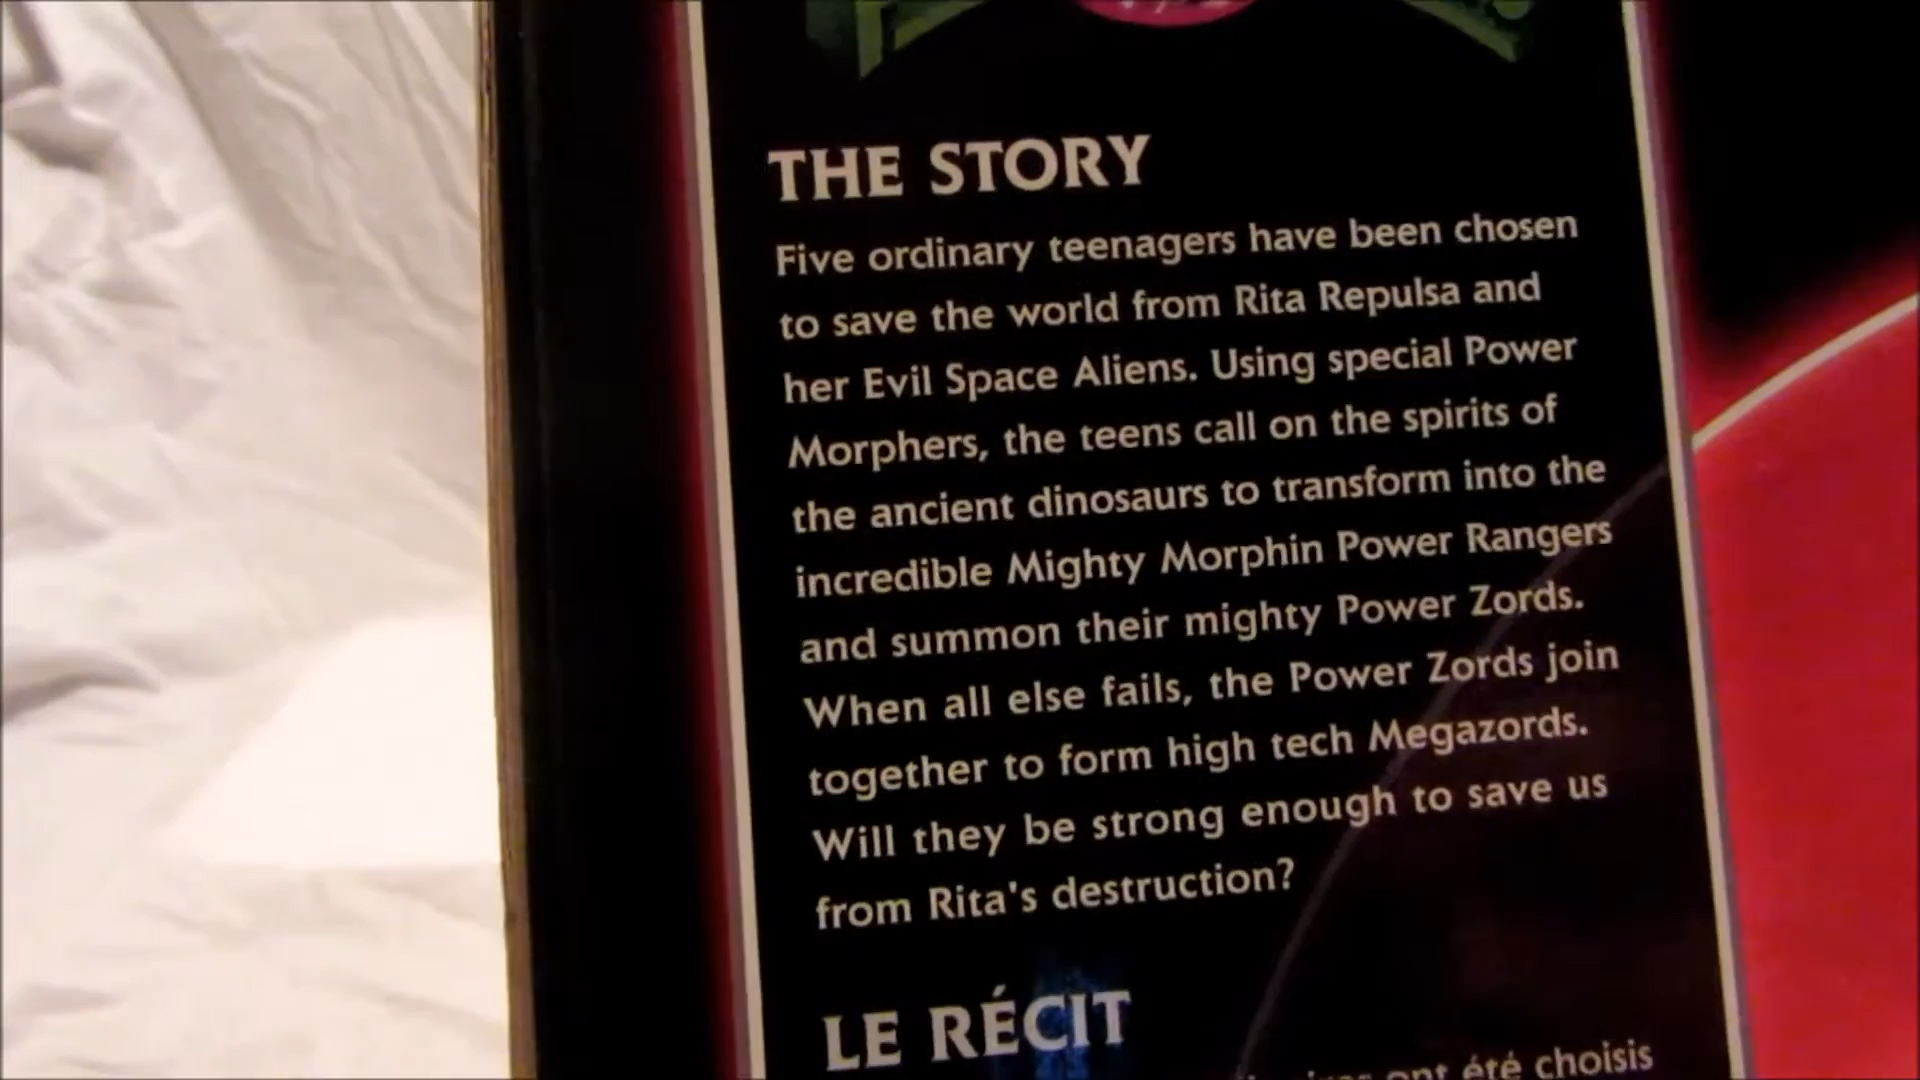 THE STORY
Five ordinary teenagers have been chosen
to save the world from Rita Repulsa and
her Evil Space Aliens. Using special Power
Morphers, the teens call on the spirits of
the ancient dinosaurs to transform into the
incredible Mighty Morphin Power Rangers
and summon their mighty Power Zords.
When all else fails, the Power Zords join
together to form high tech Megazords.
Will they be strong enough to save us
from Rita's destruction?
LE RÉCIT
ont été choisis